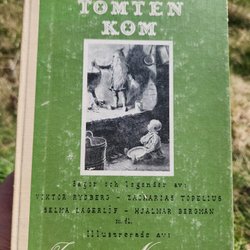 TOMTEN
KOM
Sagor och legender av:
VIKTOR RYDBERG - ZACHARIAS TOPELIUS
SELMA LAGERLÖF - HJALMAR BERGMAN
m.fl.
illustrerade av: